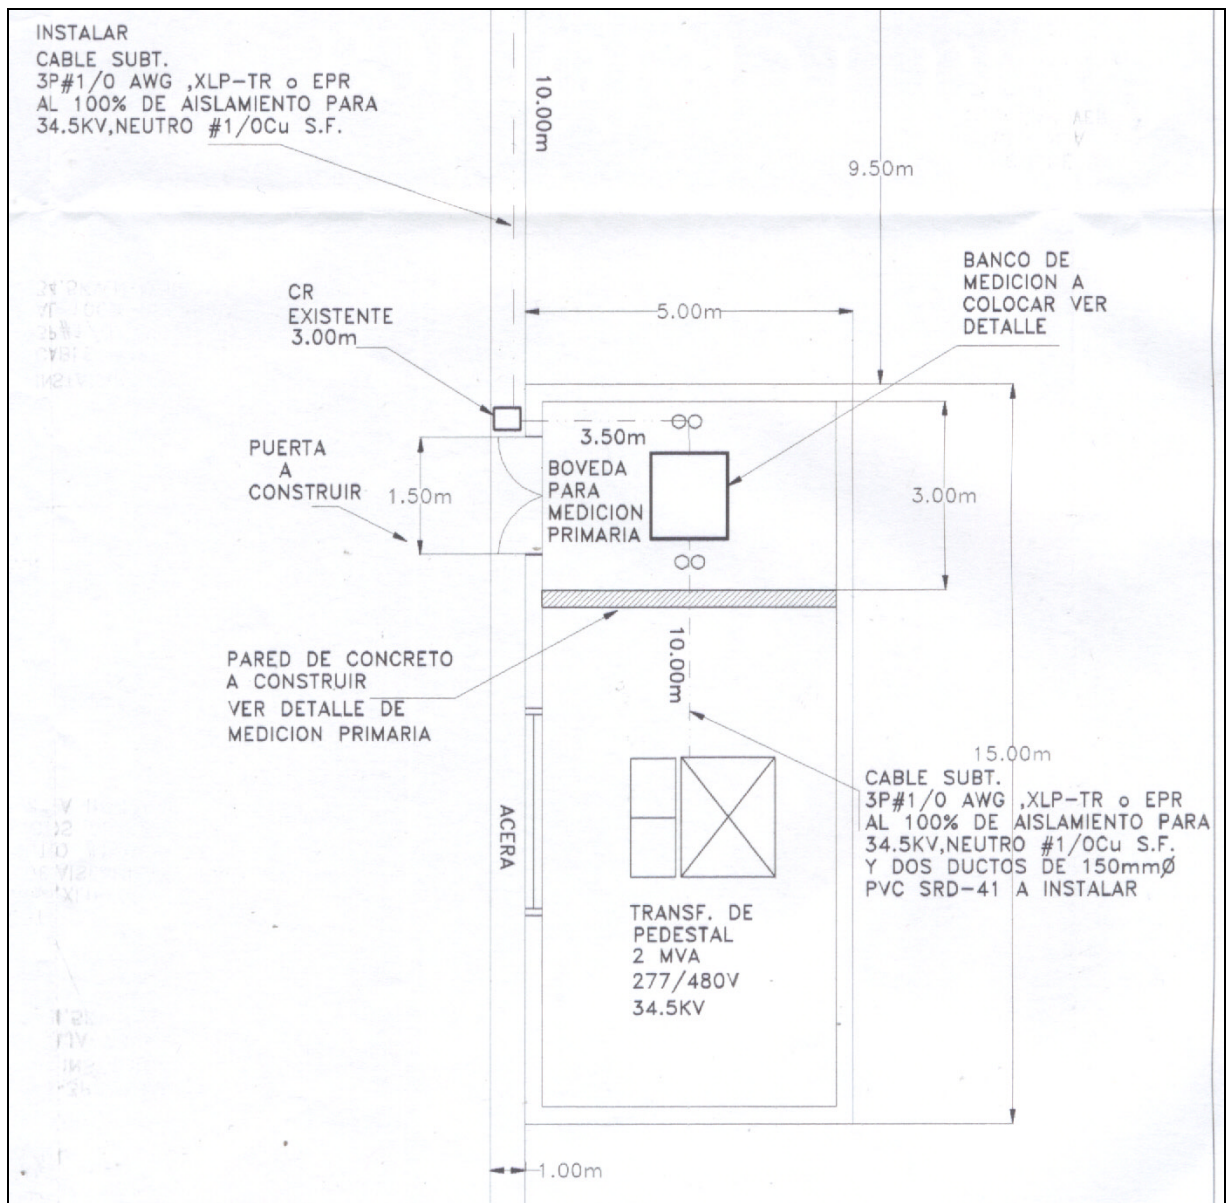 INSTALAR
CABLE SUBT.
3P#1/0 AWG ,XLP-TR o EPR
AL 100% DE AISLAMIENTO PARA
34.5KV,NEUTRO #1/0Cu S.F.
10.00m
9.50m
BANCO DE
MEDICION A
COLOCAR VER
DETALLE
CR
EXISTENTE
3.00m
5.00m
PUERTA
A
CONSTRUIR
1.50m
3.50m
BOVEDA
PARA
MEDICION
PRIMARIA
3.00m
PARED DE CONCRETO
A CONSTRUIR
VER DETALLE DE
MEDICION PRIMARIA
10.00m
15.00m
CABLE SUBT.
3P#1/0 AWG ,XLP-TR o EPR
AL 100% DE AISLAMIENTO PARA
34.5KV,NEUTRO #1/0Cu S.F.
Y DOS DUCTOS DE 150mmØ
PVC SRD-41 A INSTALAR
ACERA
TRANSF. DE
PEDESTAL
2 MVA
277/480V
34.5KV
1.00m